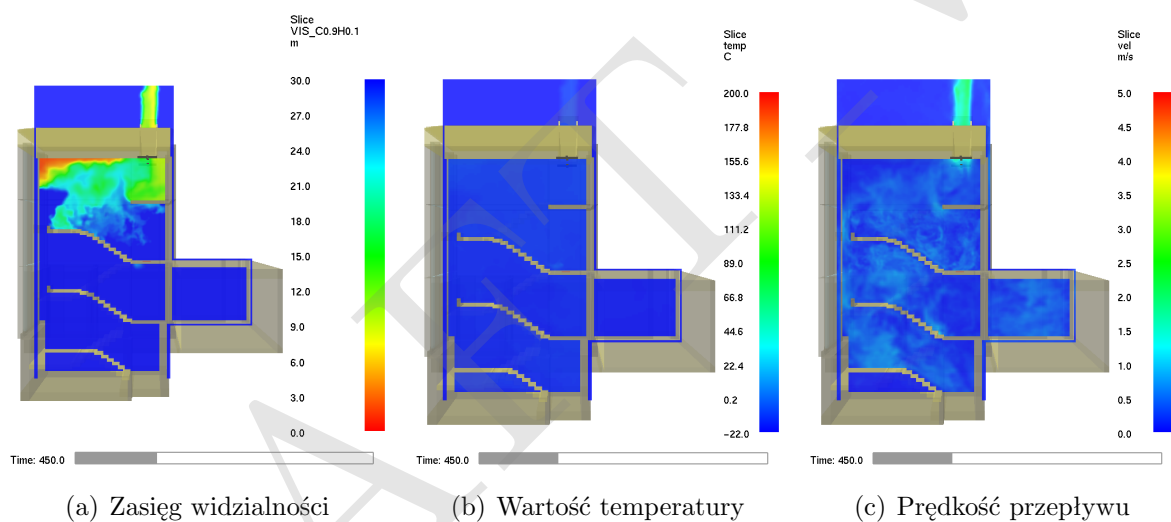 Slice
VIS_C0.9H0.1
m
30.0
27.0
24.0
21.0
18.0
15.0
12.0
9.0
6.0
3.0
0.0
Time: 450.0
Slice
temp
C
200.0
177.8
155.6
133.4
111.2
89.0
66.8
44.6
22.4
0.2
−22.0
Time: 450.0
Slice
vel
m/s
5.0
4.5
4.0
3.5
3.0
2.5
2.0
1.5
1.0
0.5
0.0
Time: 450.0
(a) Zasięg widzialności
(b) Wartość temperatury
(c) Prędkość przepływu